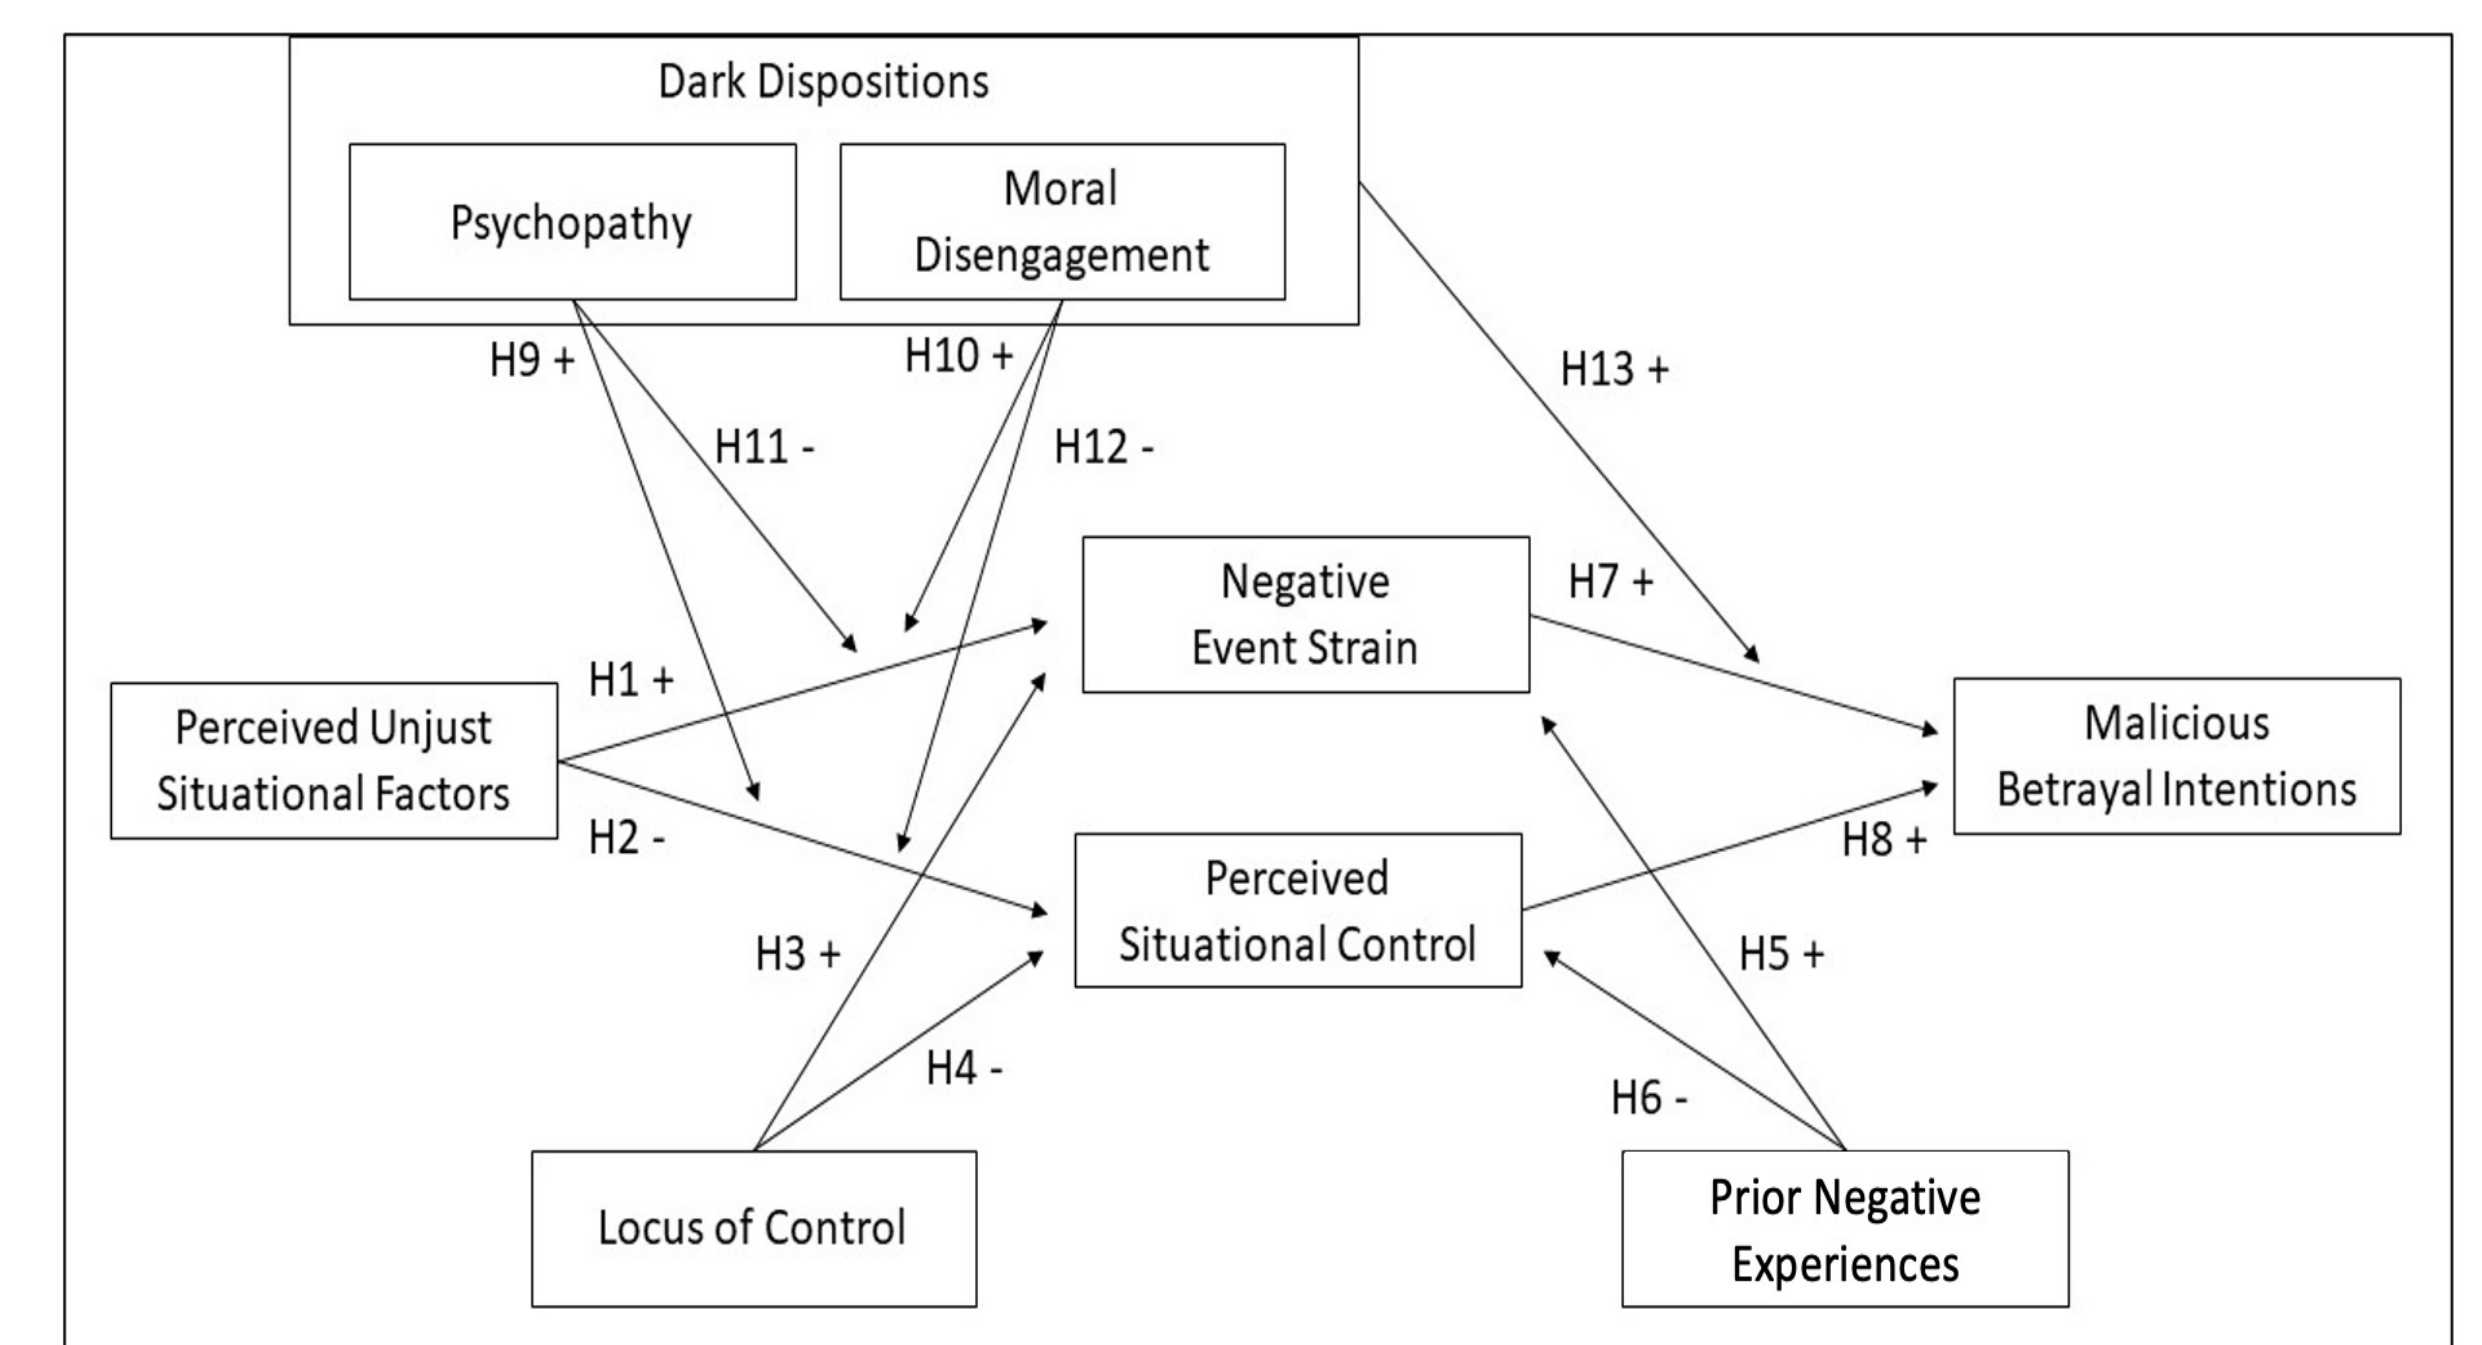 Dark Dispositions
Psychopathy
Moral
Disengagement
H9 +
H10 +
H13 +
H11 -
H12 -
Negative
Event Strain
H7 +
H1 +
Perceived Unjust
Situational Factors
Malicious
Betrayal Intentions
H2 -
H8 +
Perceived
Situational Control
H3 +
H5 +
H4 -
H6 -
Locus of Control
Prior Negative
Experiences